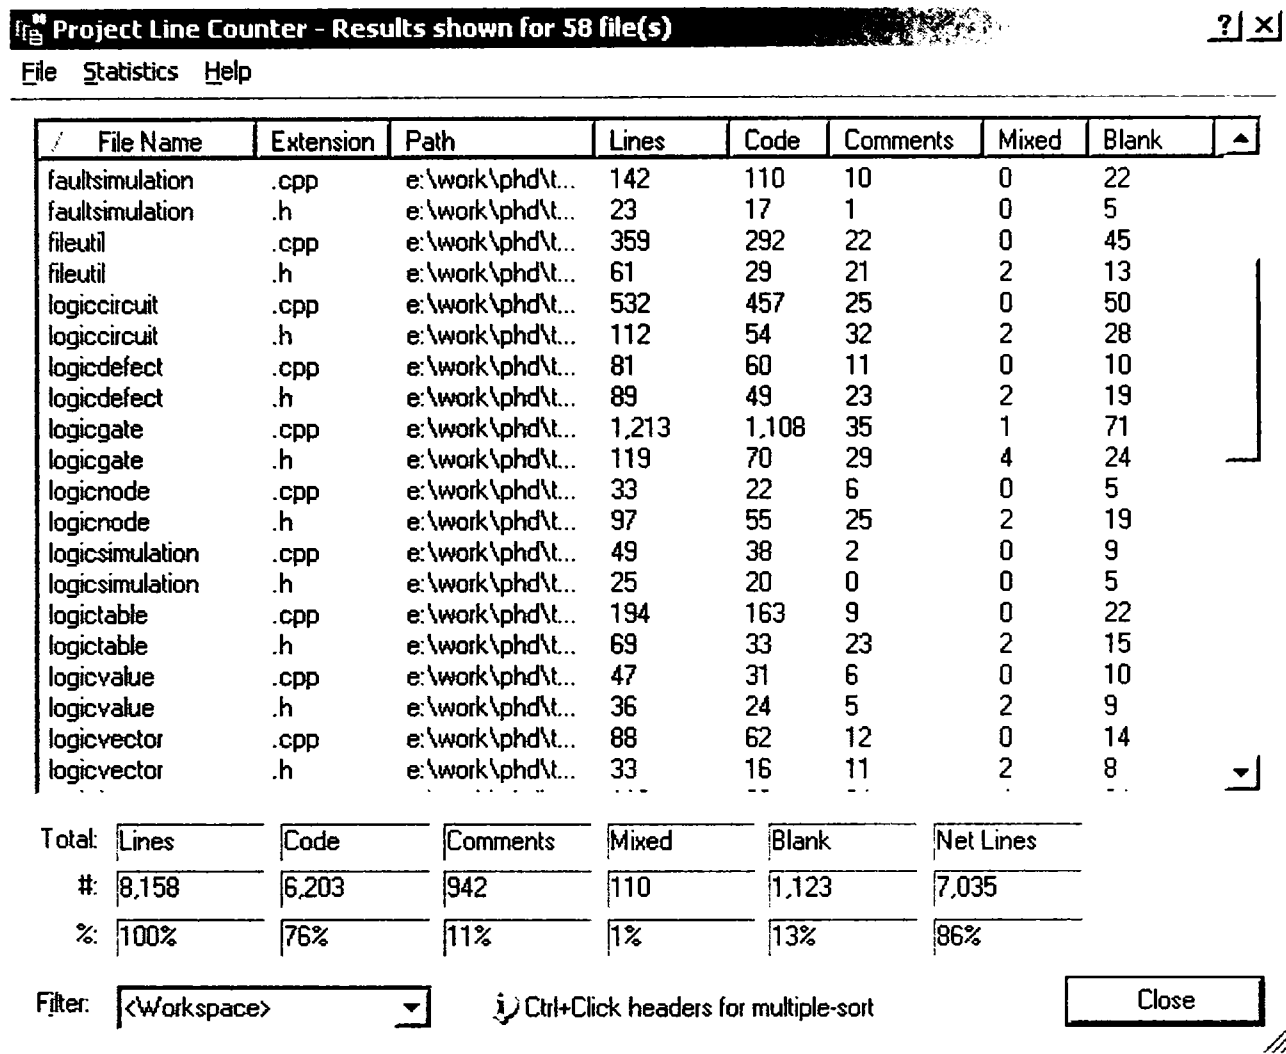 Project Line Counter - Results shown for 58 file(s)
File Statistics Help
/ File Name Extension Path Lines Code Comments Mixed Blank
faultsimulation .cpp e:\work\phd\t... 142 110 10 0 22
faultsimulation .h e:\work\phd\t... 23 17 1 0 5
fileutil .cpp e:\work\phd\t... 359 292 22 0 45
fileutil .h e:\work\phd\t... 61 29 21 2 13
logiccircuit .cpp e:\work\phd\t... 532 457 25 0 50
logiccircuit .h e:\work\phd\t... 112 54 32 2 28
logicdefect .cpp e:\work\phd\t... 81 60 11 0 10
logicdefect .h e:\work\phd\t... 89 49 23 2 19
logicgate .cpp e:\work\phd\t... 1,213 1,108 35 1 71
logicgate .h e:\work\phd\t... 119 70 29 4 24
logicnode .cpp e:\work\phd\t... 33 22 6 0 5
logicnode .h e:\work\phd\t... 97 55 25 2 19
logicsimulation .cpp e:\work\phd\t... 49 38 2 0 9
logicsimulation .h e:\work\phd\t... 25 20 0 0 5
logictable .cpp e:\work\phd\t... 194 163 9 0 22
logictable .h e:\work\phd\t... 69 33 23 2 15
logicvalue .cpp e:\work\phd\t... 47 31 6 0 10
logicvalue .h e:\work\phd\t... 36 24 5 2 9
logicvector .cpp e:\work\phd\t... 88 62 12 0 14
logicvector .h e:\work\phd\t... 33 16 11 2 8
Total: Lines Code Comments Mixed Blank Net Lines
#: 8,158 6,203 942 110 1,123 7,035
%: 100% 76% 11% 1% 13% 86%
Filter: <Workspace> Ctrl+Click headers for multiple-sort Close